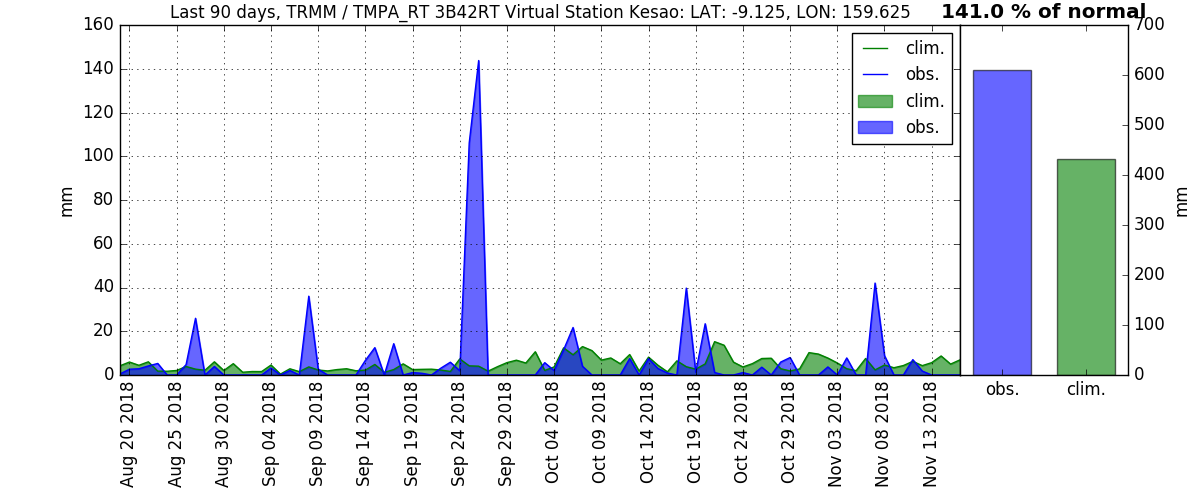 Last 90 days, TRMM / TMPA_RT 3B42RT Virtual Station Kesao: LAT: -9.125, LON: 159.625
141.0 % of normal
160
140
120
100
80
60
40
20
0
mm
clim.
obs.
clim.
obs.
Aug 20 2018
Aug 25 2018
Aug 30 2018
Sep 04 2018
Sep 09 2018
Sep 14 2018
Sep 19 2018
Sep 24 2018
Sep 29 2018
Oct 04 2018
Oct 09 2018
Oct 14 2018
Oct 19 2018
Oct 24 2018
Oct 29 2018
Nov 03 2018
Nov 08 2018
Nov 13 2018
700
600
500
400
300
200
100
0
mm
obs.
clim.